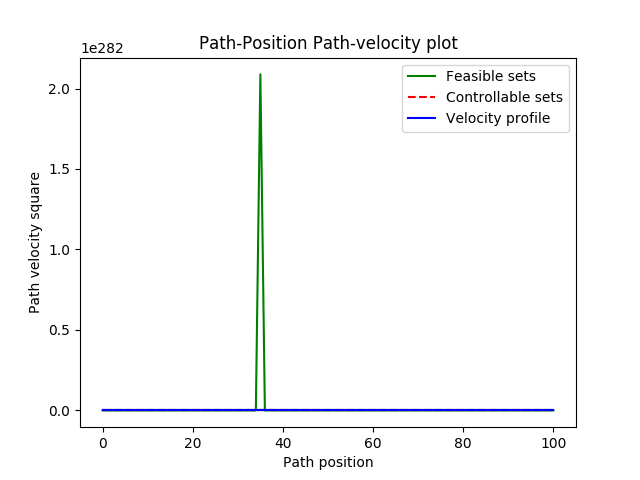 Path-Position Path-velocity plot
1e282
Feasible sets
Controllable sets
Velocity profile
2.0
1.5
1.0
0.5
0.0
Path velocity square
0 20 40 60 80 100
Path position